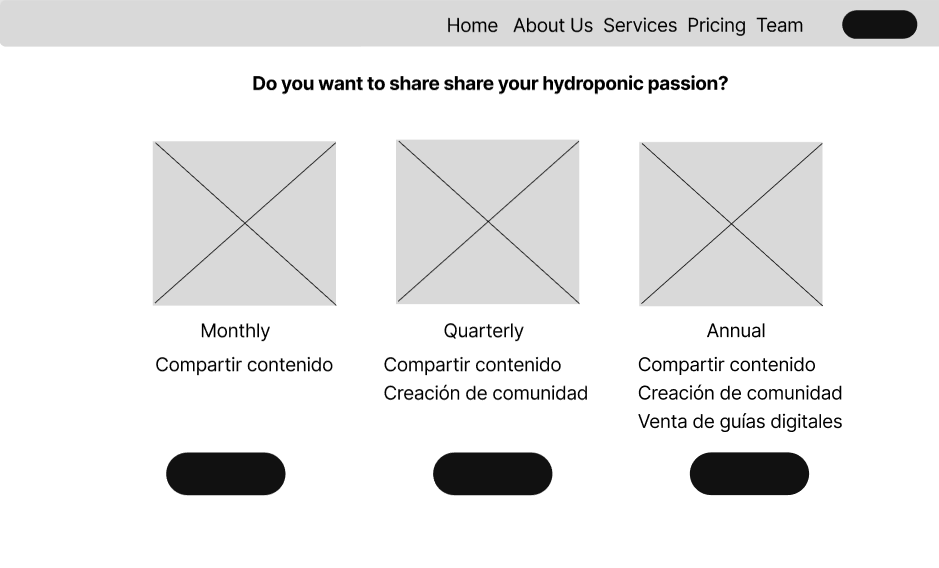 Home About Us Services Pricing Team
Do you want to share share your hydroponic passion?
Monthly
Compartir contenido
Quarterly
Compartir contenido
Creación de comunidad
Annual
Compartir contenido
Creación de comunidad
Venta de guías digitales